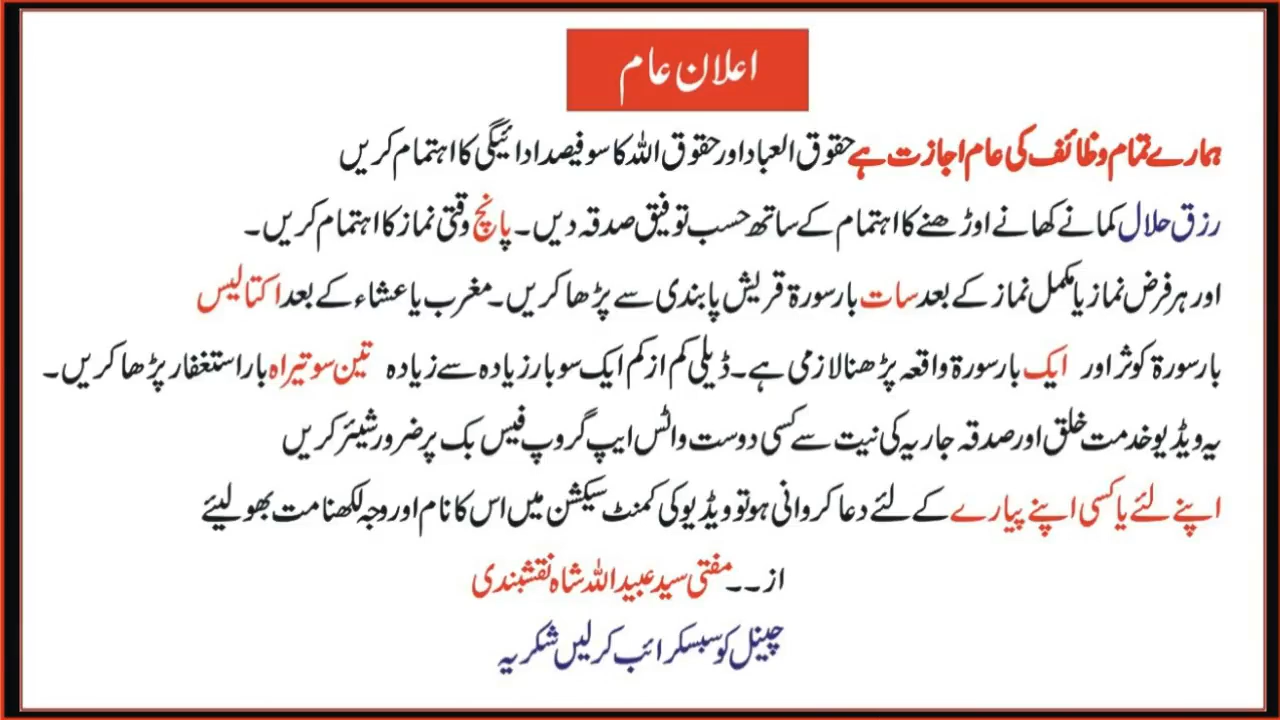 اعلان عام
ہمارے تمام وظائف کی عام اجازت ہے حقوق العباد اور حقوق اللہ کا سو فیصد ادائیگی کا اہتمام کریں
رزق حلال کمانے کھانے اوڑھنے کا اہتمام کے ساتھ حسب توفیق صدقہ دیں۔ پانچ وقتی نماز کا اہتمام کریں۔
اور ہر فرض نماز یا مکمل نماز کے بعد سات بار سورۃ قریش پابندی سے پڑھا کریں۔ مغرب یا عشاء کے بعد اکتالیس
بار سورۃ کوثر اور ایک بار سورۃ واقعہ پڑھنا لازمی ہے۔ ڈیلی کم از کم ایک سو بار زیادہ سے زیادہ تین سو تیراہ بار استغفار پڑھا کریں۔
یہ ویڈیو خدمت خلق اور صدقہ جاریہ کی نیت سے کسی دوست واٹس ایپ گروپ فیس بک پر ضرور شیئر کریں
اپنے لئے یا کسی اپنے پیارے کے لئے دعا کروانی ہو تو ویڈیو کی کمنٹ سیکشن میں اس کا نام اور وجہ لکھنا مت بھولیئے
از۔۔ مفتی سید عبید اللہ شاہ نقشبندی
چینل کو سبسکرائب کر لیں شکریہ